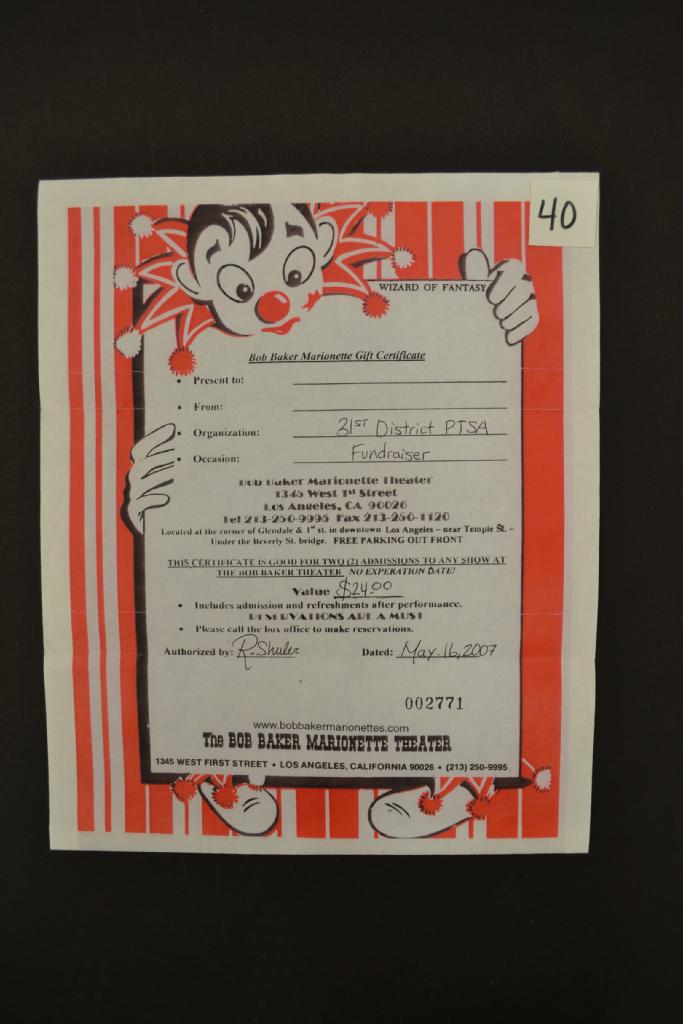 40
WIZARD OF FANTASY
Bob Baker Marionette Gift Certificate
• Present to:
• From:
• Organization: 31ST District PTSA
• Occasion: Fundraiser
Bob Baker Marionette Theater
1345 West 1st Street
Los Angeles, CA 90026
Tel 213-250-9995 Fax 213-250-1120
Located at the corner of Glendale & 1st st. in downtown Los Angeles – near Temple St. –
Under the Beverly St. bridge. FREE PARKING OUT FRONT
THIS CERTIFICATE IS GOOD FOR TWO (2) ADMISSIONS TO ANY SHOW AT
THE BOB BAKER THEATER NO EXPERATION DATE!
Value $24.00
• Includes admission and refreshments after performance.
RESERVATIONS ARE A MUST
• Please call the box office to make reservations.
Authorized by: R. Shuler Dated: May. 16, 2007
002771
www.bobbakermarionettes.com
The BOB BAKER MARIONETTE THEATER
1345 WEST FIRST STREET • LOS ANGELES, CALIFORNIA 90026 • (213) 250-9995